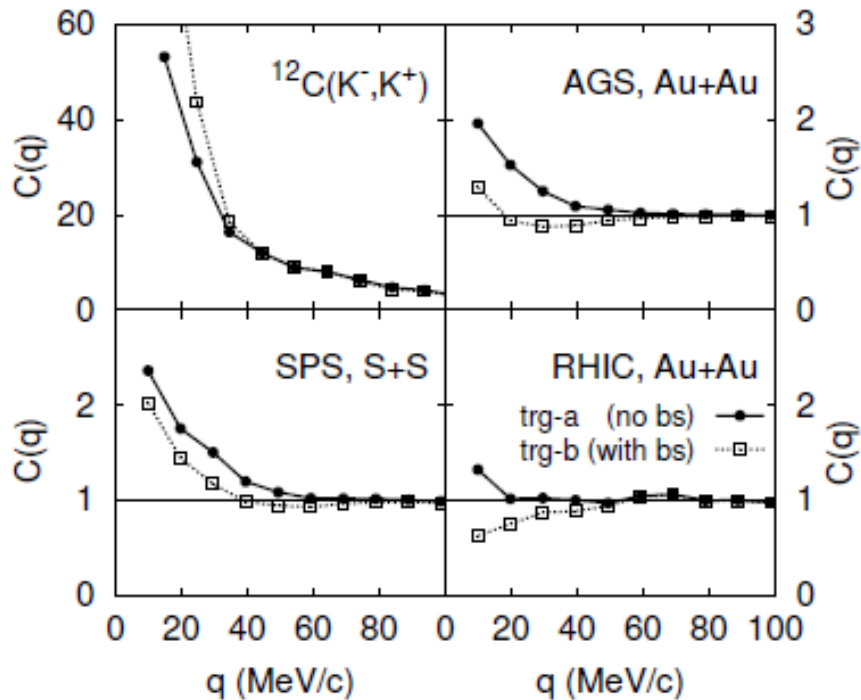 60
40
20
0
C(q)
¹²C(K⁻,K⁺)
AGS, Au+Au
3
2
1
0
C(q)
2
1
0
C(q)
SPS, S+S
RHIC, Au+Au
trg-a (no bs)
trg-b (with bs)
2
1
0
C(q)
0 20 40 60 80 0 20 40 60 80 100
q (MeV/c) q (MeV/c)